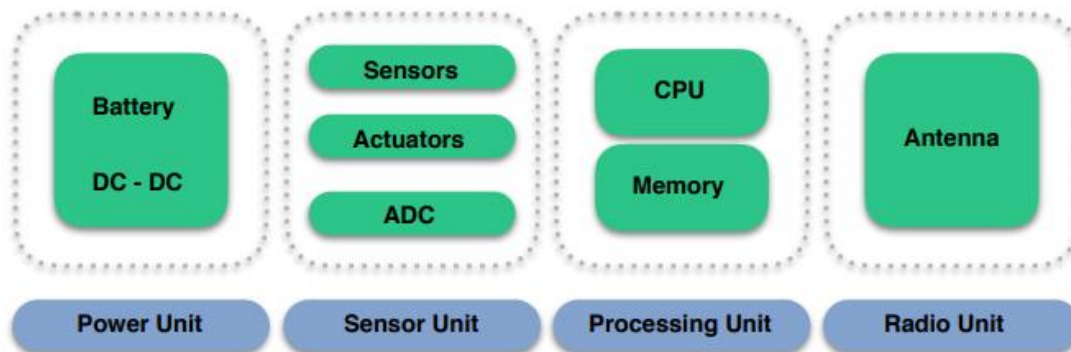 Battery
DC - DC
Sensors
Actuators
ADC
CPU
Memory
Antenna
Power Unit
Sensor Unit
Processing Unit
Radio Unit